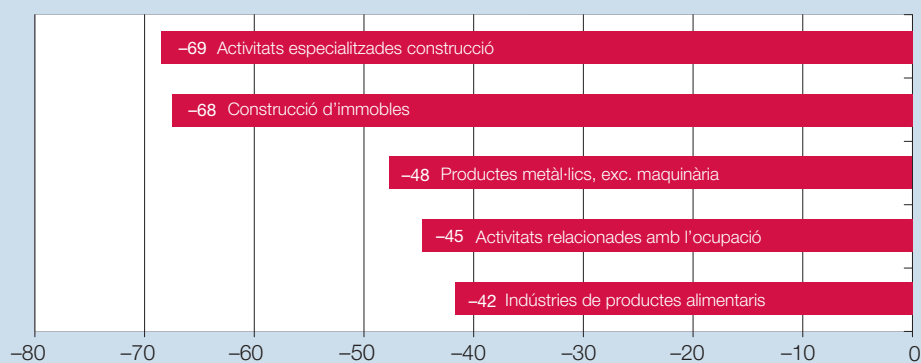 –69 Activitats especialitzades construcció
–68 Construcció d’immobles
–48 Productes metàl·lics, exc. maquinària
–45 Activitats relacionades amb l’ocupació
–42 Indústries de productes alimentaris
–80 –70 –60 –50 –40 –30 –20 –10 0